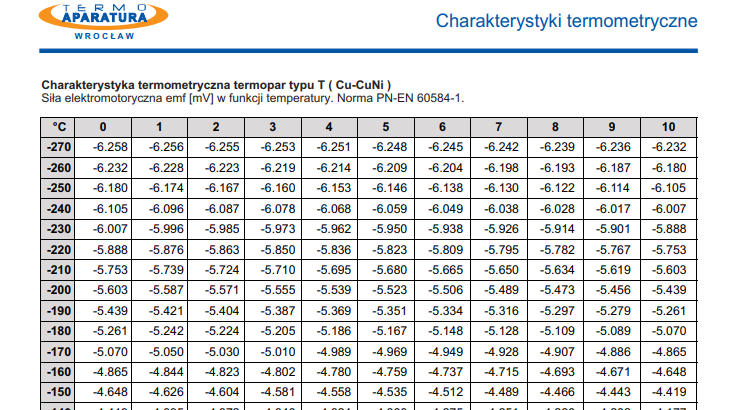 TERMO
APARATURA
WROCŁAW
Charakterystyki termometryczne
Charakterystyka termometryczna termopar typu T ( Cu-CuNi )
Siła elektromotoryczna emf [mV] w funkcji temperatury. Norma PN-EN 60584-1.
°C 0 1 2 3 4 5 6 7 8 9 10
-270 -6.258 -6.256 -6.255 -6.253 -6.251 -6.248 -6.245 -6.242 -6.239 -6.236 -6.232
-260 -6.232 -6.228 -6.223 -6.219 -6.214 -6.209 -6.204 -6.198 -6.193 -6.187 -6.180
-250 -6.180 -6.174 -6.167 -6.160 -6.153 -6.146 -6.138 -6.130 -6.122 -6.114 -6.105
-240 -6.105 -6.096 -6.087 -6.078 -6.068 -6.059 -6.049 -6.038 -6.028 -6.017 -6.007
-230 -6.007 -5.996 -5.985 -5.973 -5.962 -5.950 -5.938 -5.926 -5.914 -5.901 -5.888
-220 -5.888 -5.876 -5.863 -5.850 -5.836 -5.823 -5.809 -5.795 -5.782 -5.767 -5.753
-210 -5.753 -5.739 -5.724 -5.710 -5.695 -5.680 -5.665 -5.650 -5.634 -5.619 -5.603
-200 -5.603 -5.587 -5.571 -5.555 -5.539 -5.523 -5.506 -5.489 -5.473 -5.456 -5.439
-190 -5.439 -5.421 -5.404 -5.387 -5.369 -5.351 -5.334 -5.316 -5.297 -5.279 -5.261
-180 -5.261 -5.242 -5.224 -5.205 -5.186 -5.167 -5.148 -5.128 -5.109 -5.089 -5.070
-170 -5.070 -5.050 -5.030 -5.010 -4.989 -4.969 -4.949 -4.928 -4.907 -4.886 -4.865
-160 -4.865 -4.844 -4.823 -4.802 -4.780 -4.759 -4.737 -4.715 -4.693 -4.671 -4.648
-150 -4.648 -4.626 -4.604 -4.581 -4.558 -4.535 -4.512 -4.489 -4.466 -4.443 -4.419